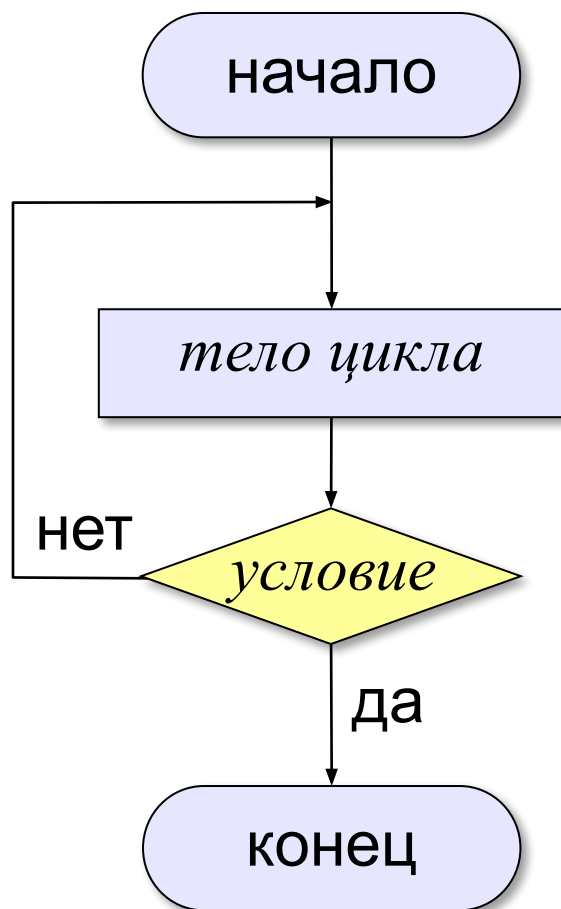 начало
тело цикла
нет
условие
да
конец